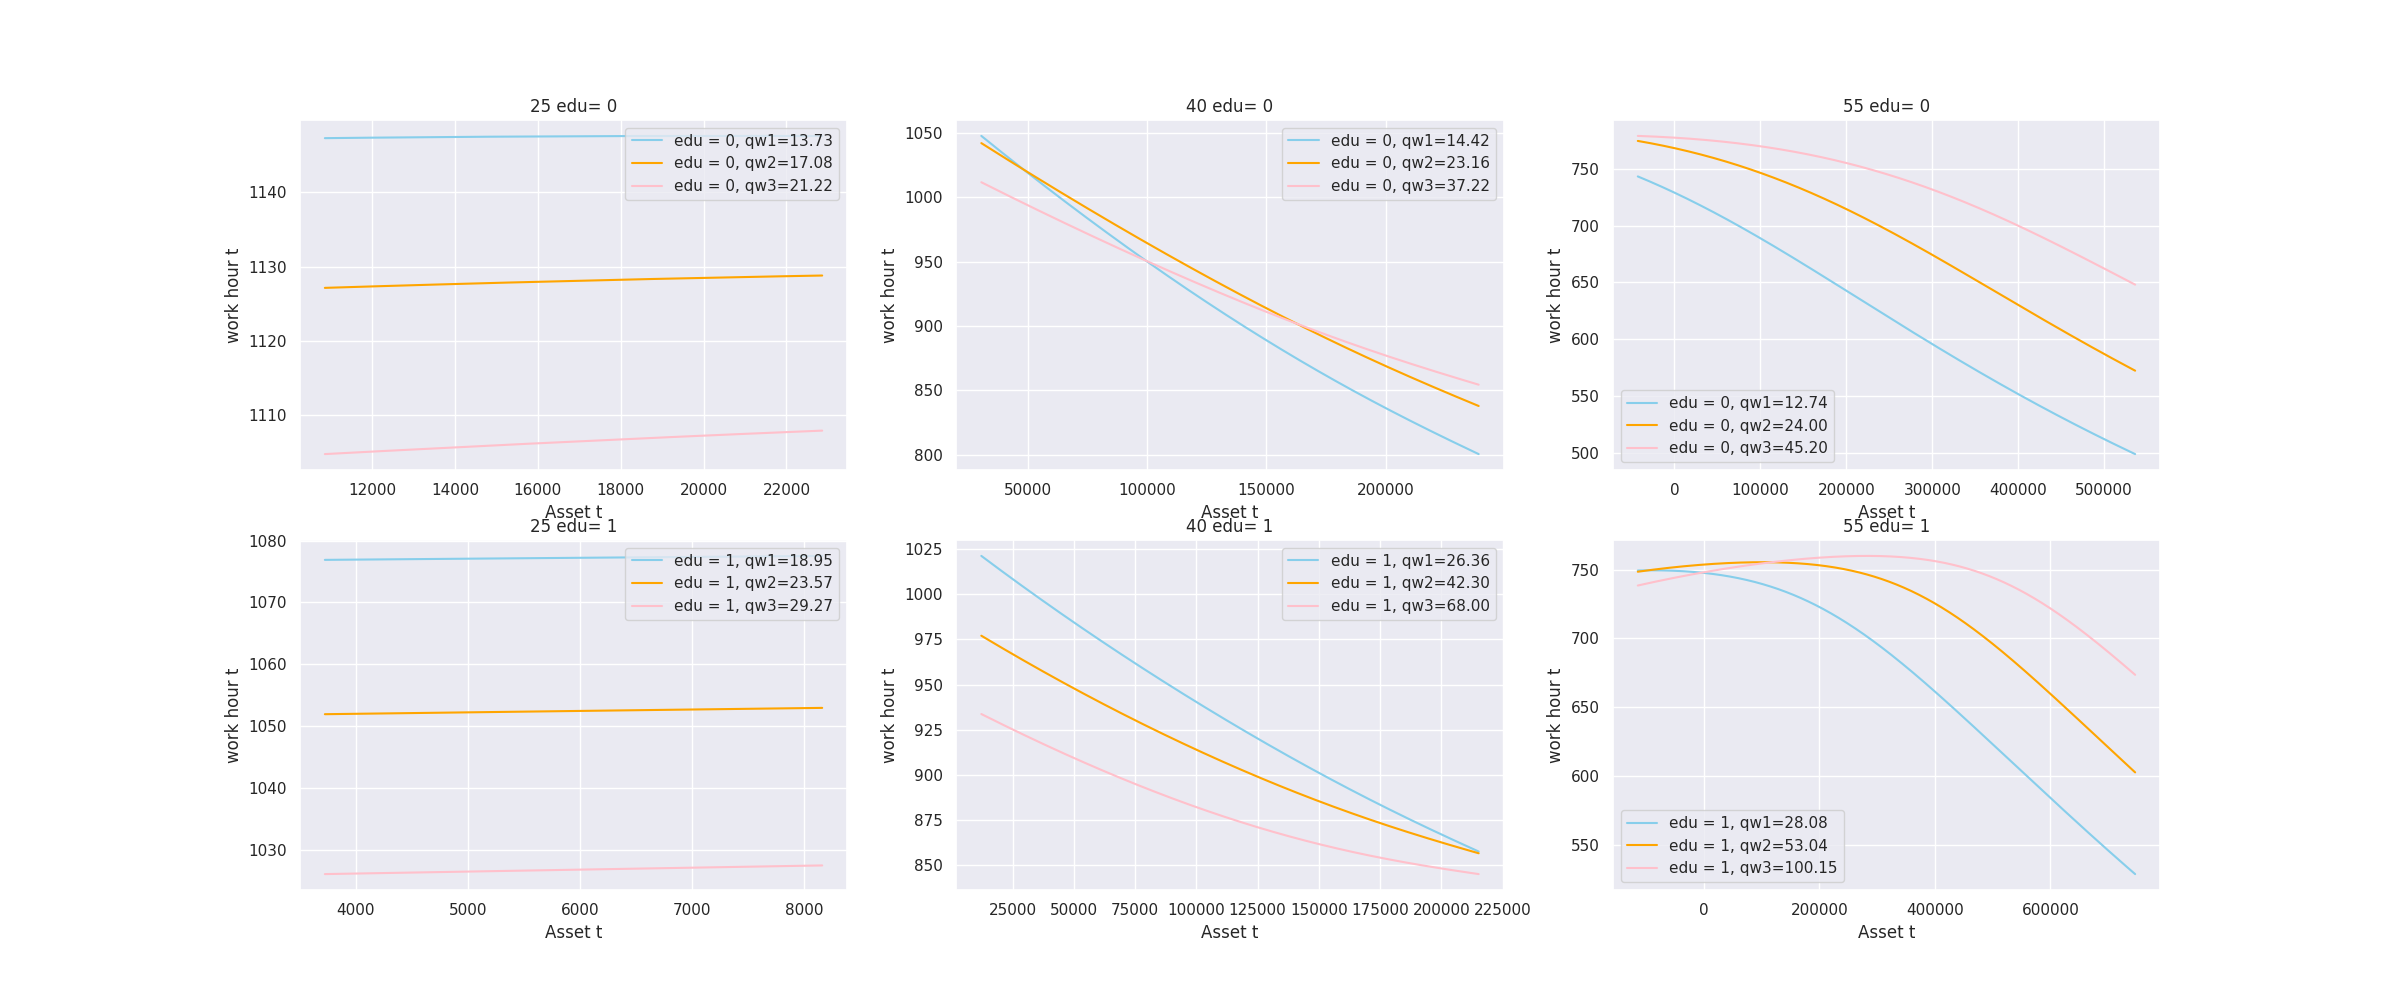 25 edu= 0
edu = 0, qw1=13.73
edu = 0, qw2=17.08
edu = 0, qw3=21.22
1140
1130
1120
1110
work hour t
12000 14000 16000 18000 20000 22000
Asset t
40 edu= 0
edu = 0, qw1=14.42
edu = 0, qw2=23.16
edu = 0, qw3=37.22
1050
1000
950
900
850
800
work hour t
50000 100000 150000 200000
Asset t
55 edu= 0
750
700
650
600
550
500
work hour t
edu = 0, qw1=12.74
edu = 0, qw2=24.00
edu = 0, qw3=45.20
0 100000 200000 300000 400000 500000
Asset t
25 edu= 1
edu = 1, qw1=18.95
edu = 1, qw2=23.57
edu = 1, qw3=29.27
1080
1070
1060
1050
1040
1030
work hour t
4000 5000 6000 7000 8000
Asset t
40 edu= 1
edu = 1, qw1=26.36
edu = 1, qw2=42.30
edu = 1, qw3=68.00
1025
1000
975
950
925
900
875
850
work hour t
25000 50000 75000 100000 125000 150000 175000 200000 225000
Asset t
55 edu= 1
750
700
650
600
550
work hour t
edu = 1, qw1=28.08
edu = 1, qw2=53.04
edu = 1, qw3=100.15
0 200000 400000 600000
Asset t